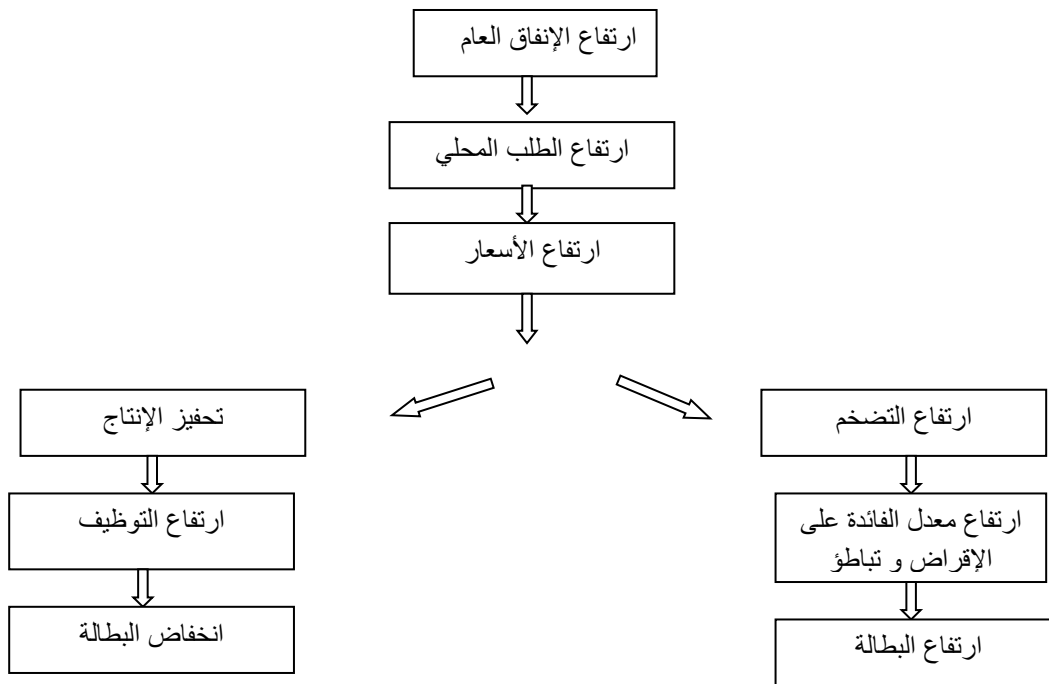 ارتفاع الإنفاق العام
ارتفاع الطلب المحلي
ارتفاع الأسعار
ارتفاع التضخم
ارتفاع معدل الفائدة على
الإقراض و تباطؤ
ارتفاع البطالة
تحفيز الإنتاج
ارتفاع التوظيف
انخفاض البطالة